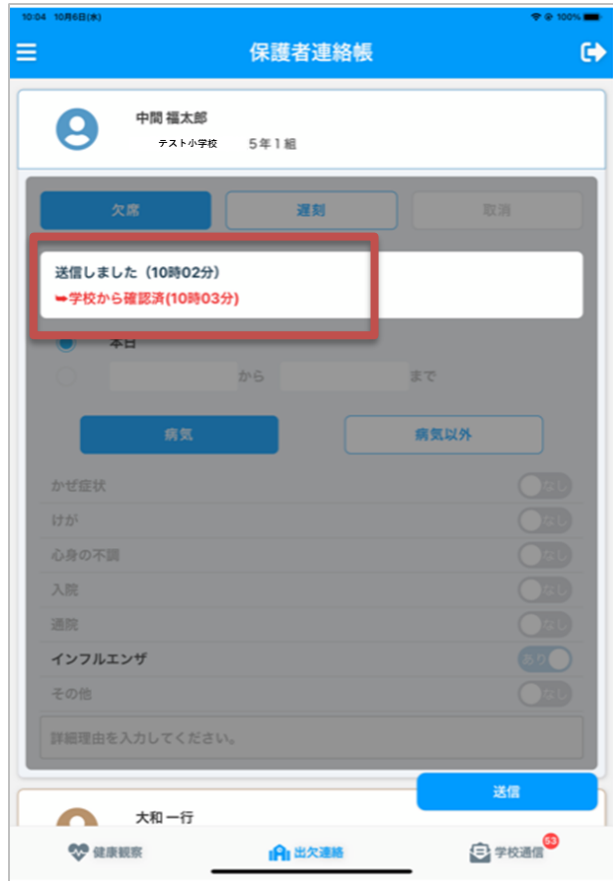 10:04 10月6日(水)
100%
保護者連絡帳
中間 福太郎
テスト小学校 5年1組
欠席 遅刻 取消
送信しました（10時02分）
➥学校から確認済(10時03分)
本日
から まで
病気 病気以外
かぜ症状 なし
けが なし
心身の不調 なし
入院 なし
通院 なし
インフルエンザ あり
その他 なし
詳細理由を入力してください。
送信
大和 一行
健康観察 出欠連絡 学校通信 53